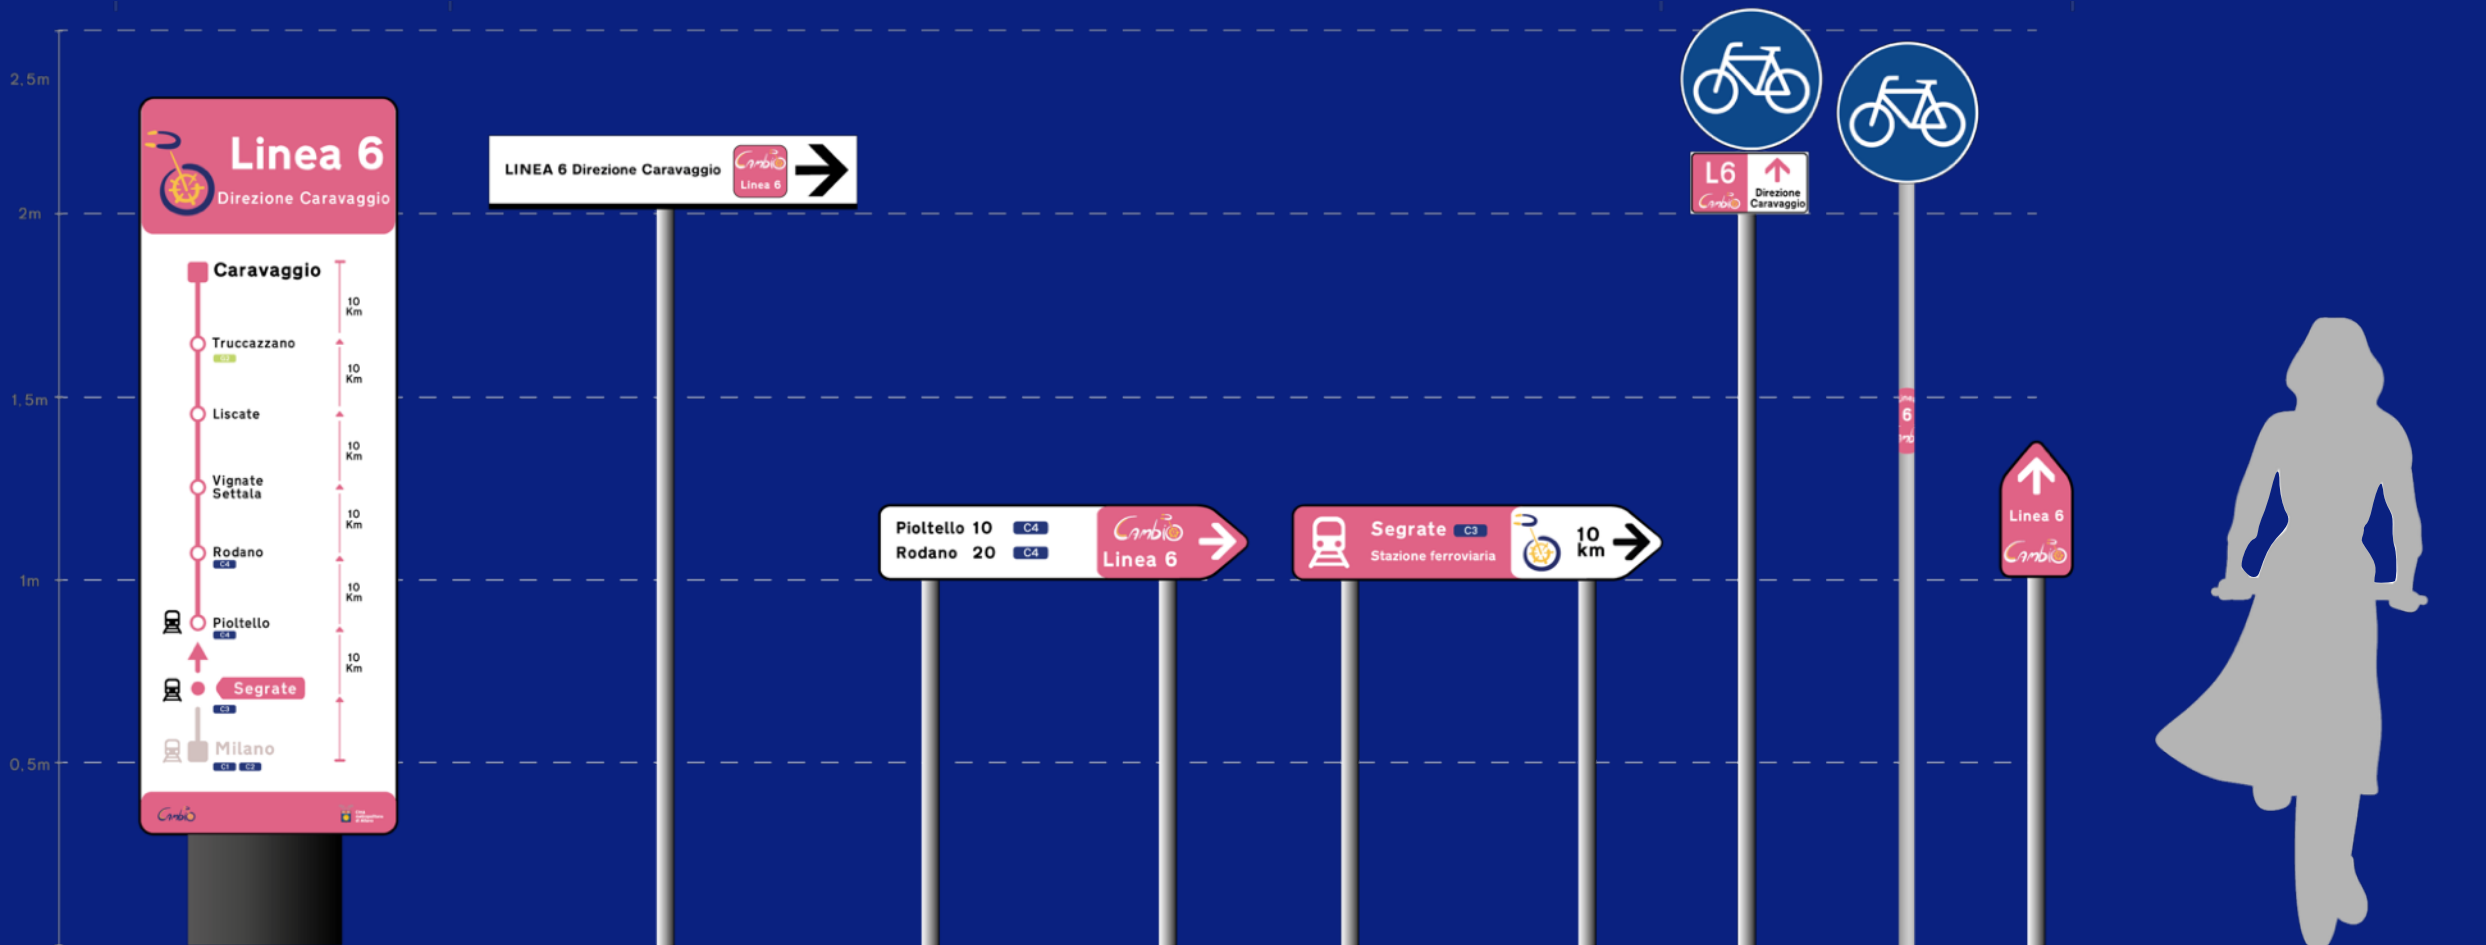 2,5m
2m
1,5m
1m
0,5m
Linea 6
Direzione Caravaggio
Caravaggio
10
Km
Truccazzano
10
Km
Liscate
10
Km
Vignate
Settala
10
Km
Rodano
C4
10
Km
Pioltello
C4
10
Km
Segrate
C3
Milano
C1 C2
Cambio
LINEA 6 Direzione Caravaggio
Cambio
Linea 6
Pioltello 10 C4
Rodano 20 C4
Cambio
Linea 6
Segrate C3
Stazione ferroviaria
10
km
L6
Cambio
Direzione
Caravaggio
6
Linea 6
Cambio